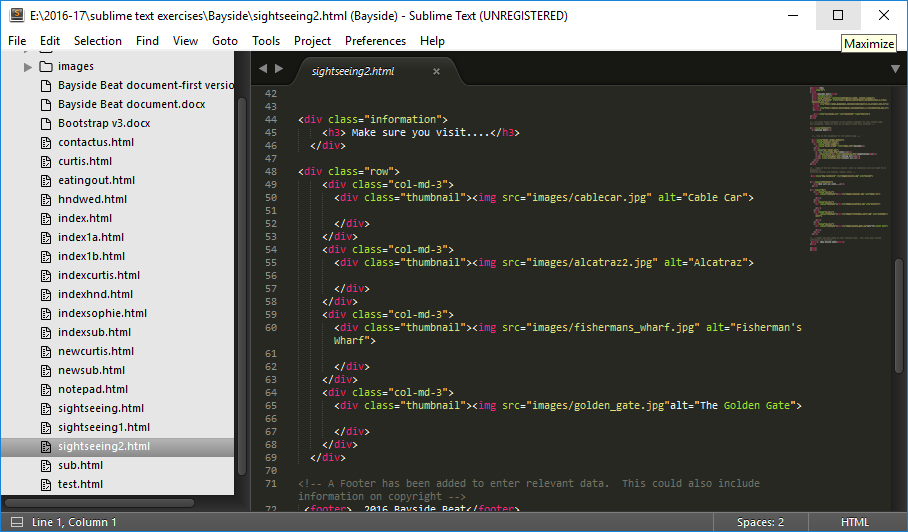 E:\2016-17\sublime text exercises\Bayside\sightseeing2.html (Bayside) - Sublime Text (UNREGISTERED)
File Edit Selection Find View Goto Tools Project Preferences Help
Maximize
images
Bayside Beat document-first versio
Bayside Beat document.docx
Bootstrap v3.docx
contactus.html
curtis.html
eatingout.html
hndwed.html
index.html
index1a.html
index1b.html
indexcurtis.html
indexhnd.html
indexsophie.html
indexsub.html
newcurtis.html
newsub.html
notepad.html
sightseeing.html
sightseeing1.html
sightseeing2.html
sub.html
test.html
sightseeing2.html ×
42
43
44 <div class="information">
45 <h3> Make sure you visit....</h3>
46 </div>
47
48 <div class="row">
49 <div class="col-md-3">
50 <div class="thumbnail"><img src="images/cablecar.jpg" alt="Cable Car">
51
52 </div>
53 </div>
54 <div class="col-md-3">
55 <div class="thumbnail"><img src="images/alcatraz2.jpg" alt="Alcatraz">
56
57 </div>
58 </div>
59 <div class="col-md-3">
60 <div class="thumbnail"><img src="images/fishermans_wharf.jpg" alt="Fisherman's
Wharf">
61
62 </div>
63 </div>
64 <div class="col-md-3">
65 <div class="thumbnail"><img src="images/golden_gate.jpg"alt="The Golden Gate">
66
67 </div>
68 </div>
69 </div>
70
71 <!-- A Footer has been added to enter relevant data. This could also include
information on copyright -->
72 <footer> 2016 Bayside Beat</footer>
Line 1, Column 1
Spaces: 2
HTML